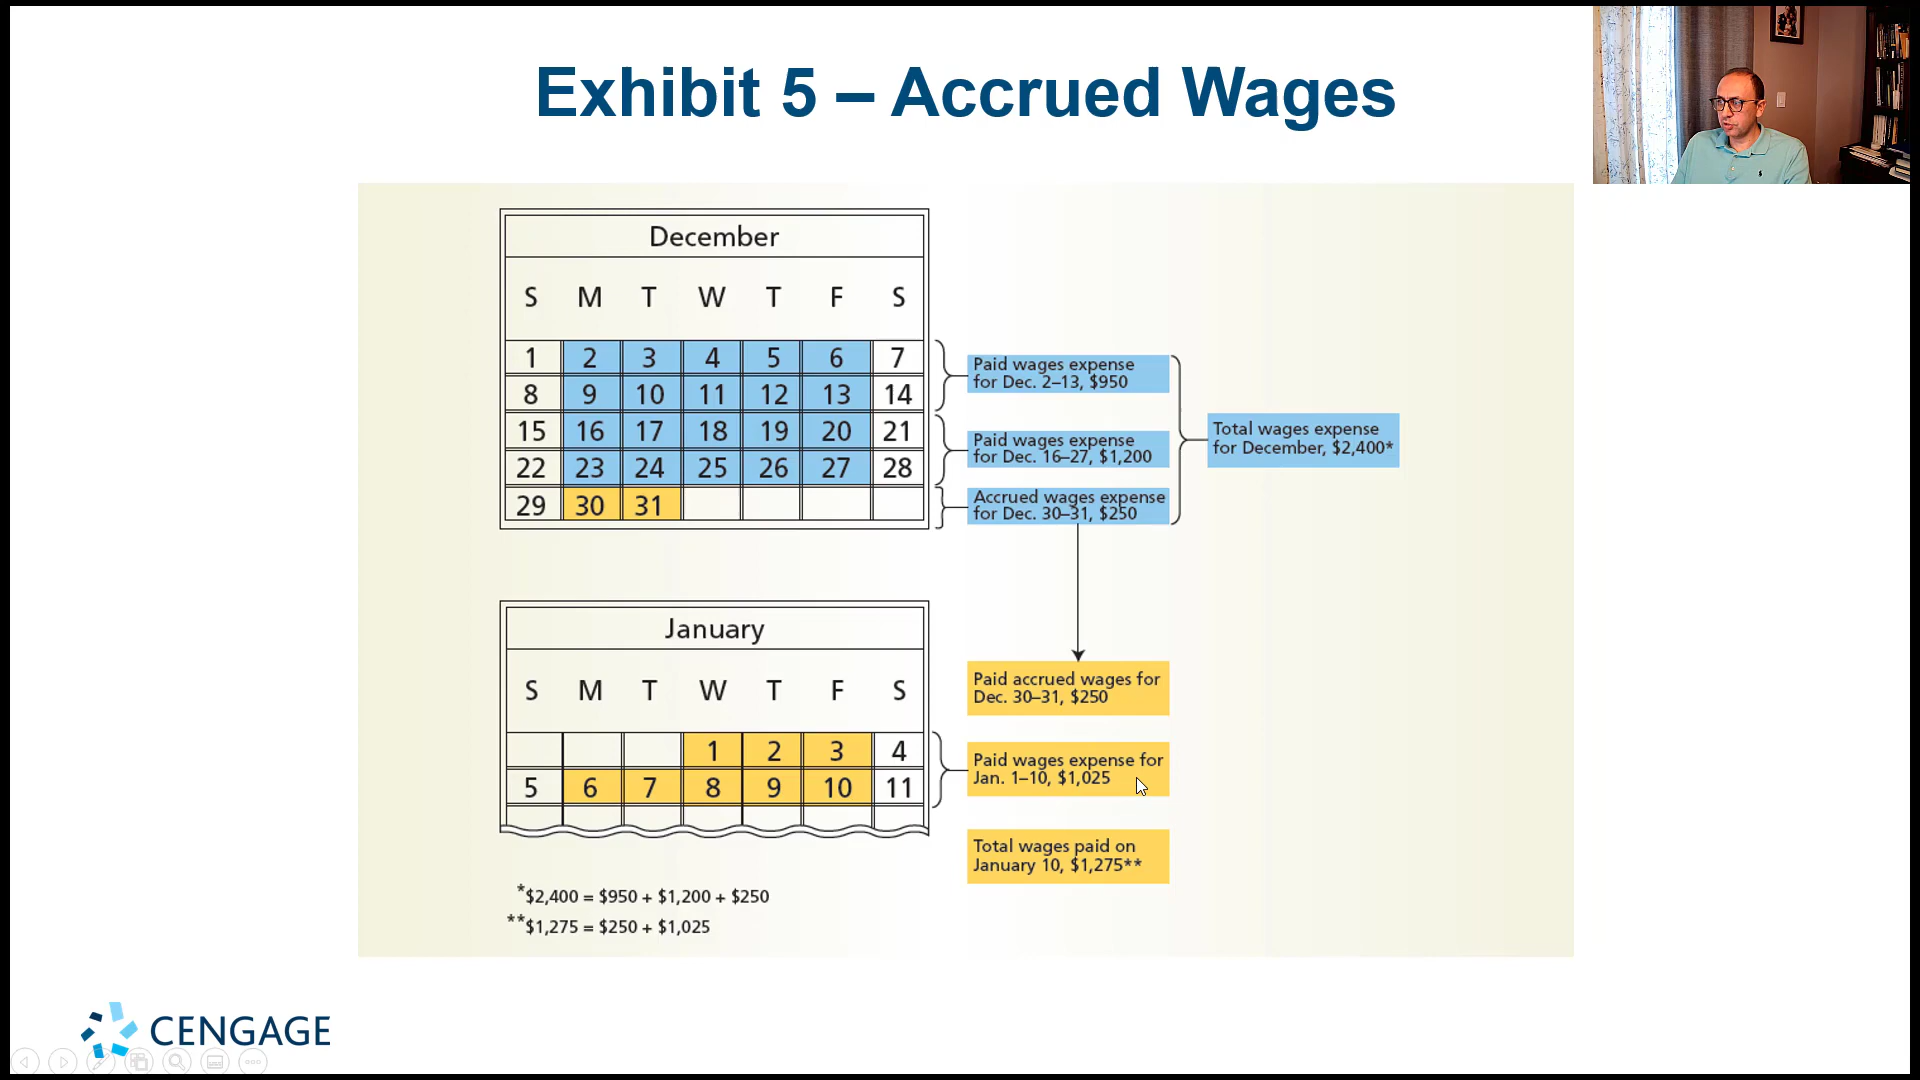 Exhibit 5 – Accrued Wages
December
S M T W T F S
1 2 3 4 5 6 7
8 9 10 11 12 13 14
15 16 17 18 19 20 21
22 23 24 25 26 27 28
29 30 31
Paid wages expense
for Dec. 2–13, $950
Paid wages expense
for Dec. 16–27, $1,200
Accrued wages expense
for Dec. 30–31, $250
Total wages expense
for December, $2,400*
January
S M T W T F S
1 2 3 4
5 6 7 8 9 10 11
Paid accrued wages for
Dec. 30–31, $250
Paid wages expense for
Jan. 1–10, $1,025
Total wages paid on
January 10, $1,275**
*$2,400 = $950 + $1,200 + $250
**$1,275 = $250 + $1,025
CENGAGE